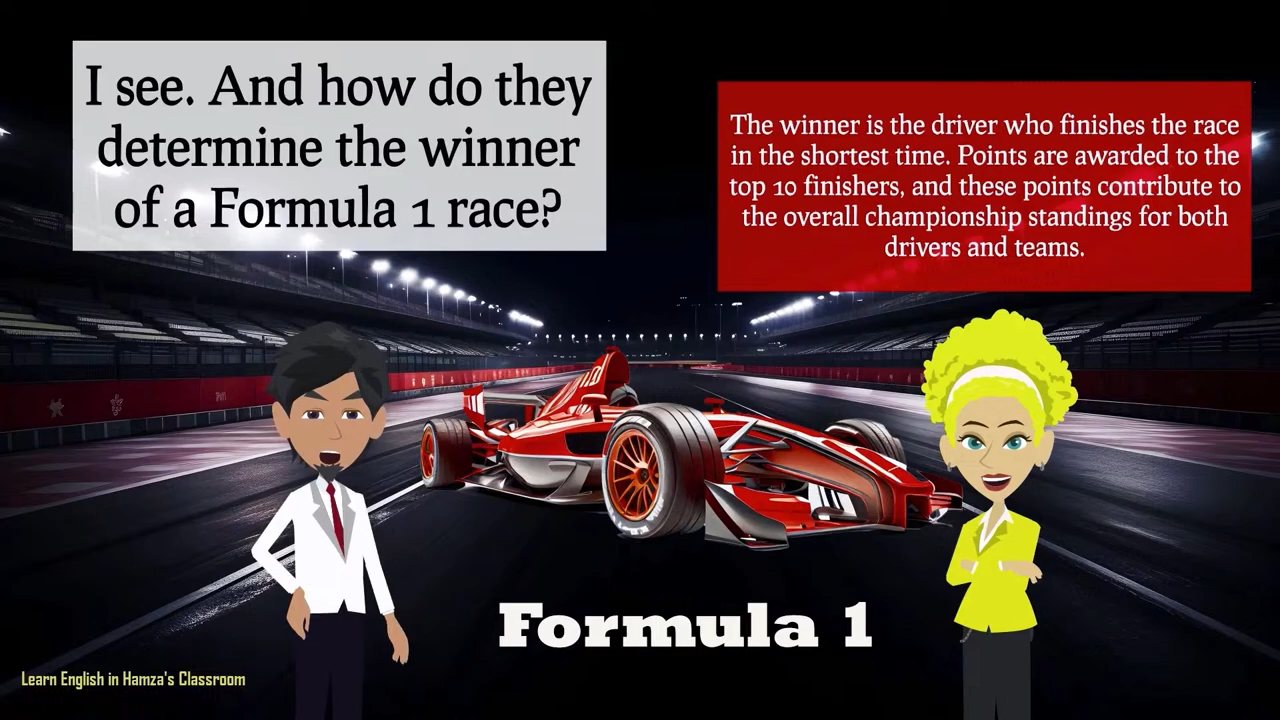 I see. And how do they
determine the winner
of a Formula 1 race?
The winner is the driver who finishes the race
in the shortest time. Points are awarded to the
top 10 finishers, and these points contribute to
the overall championship standings for both
drivers and teams.
Formula 1
Learn English in Hamza's Classroom